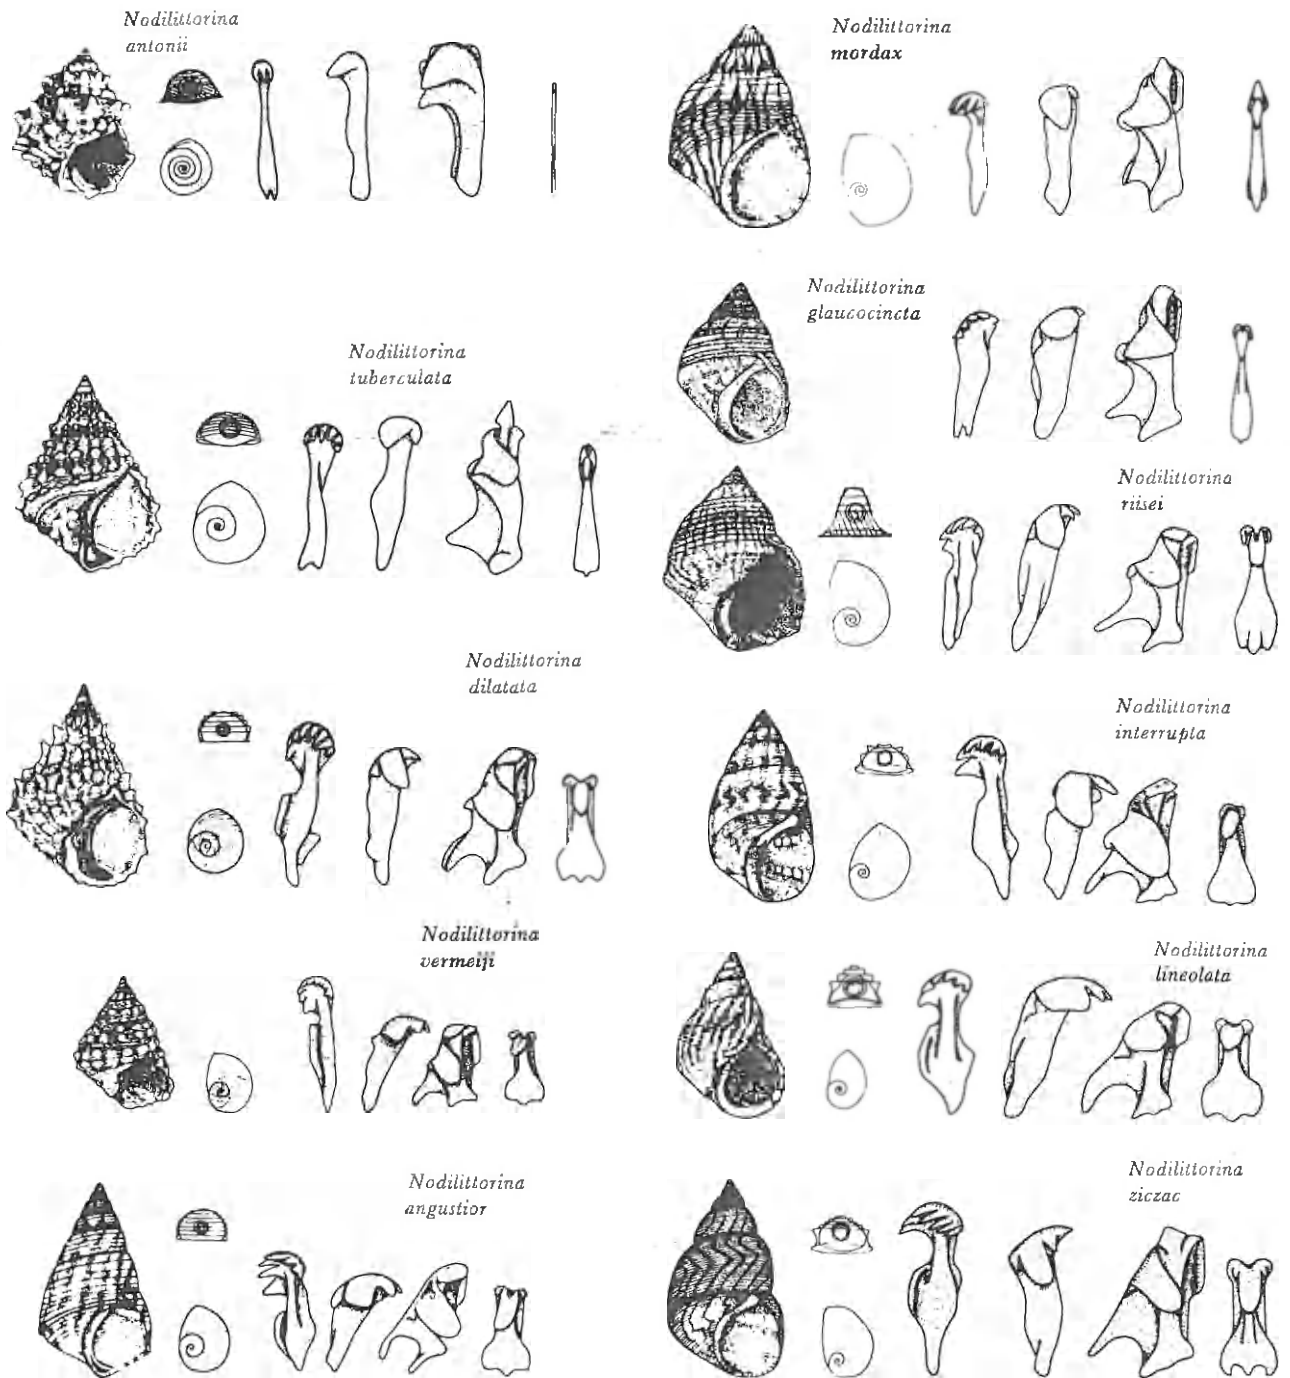 Nodilittorina
antonii
Nodilittorina
tuberculata
Nodilittorina
dilatata
Nodilittorina
vermeiji
Nodilittorina
angustior
Nodilittorina
mordax
Nodilittorina
glaucocincta
Nodilittorina
riisei
Nodilittorina
interrupta
Nodilittorina
lineolata
Nodilittorina
ziczac